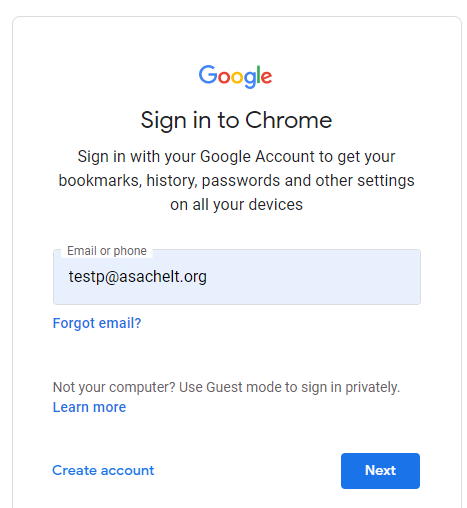 Google
Sign in to Chrome
Sign in with your Google Account to get your
bookmarks, history, passwords and other settings
on all your devices
Email or phone
testp@asachelt.org
Forgot email?
Not your computer? Use Guest mode to sign in privately.
Learn more
Create account
Next